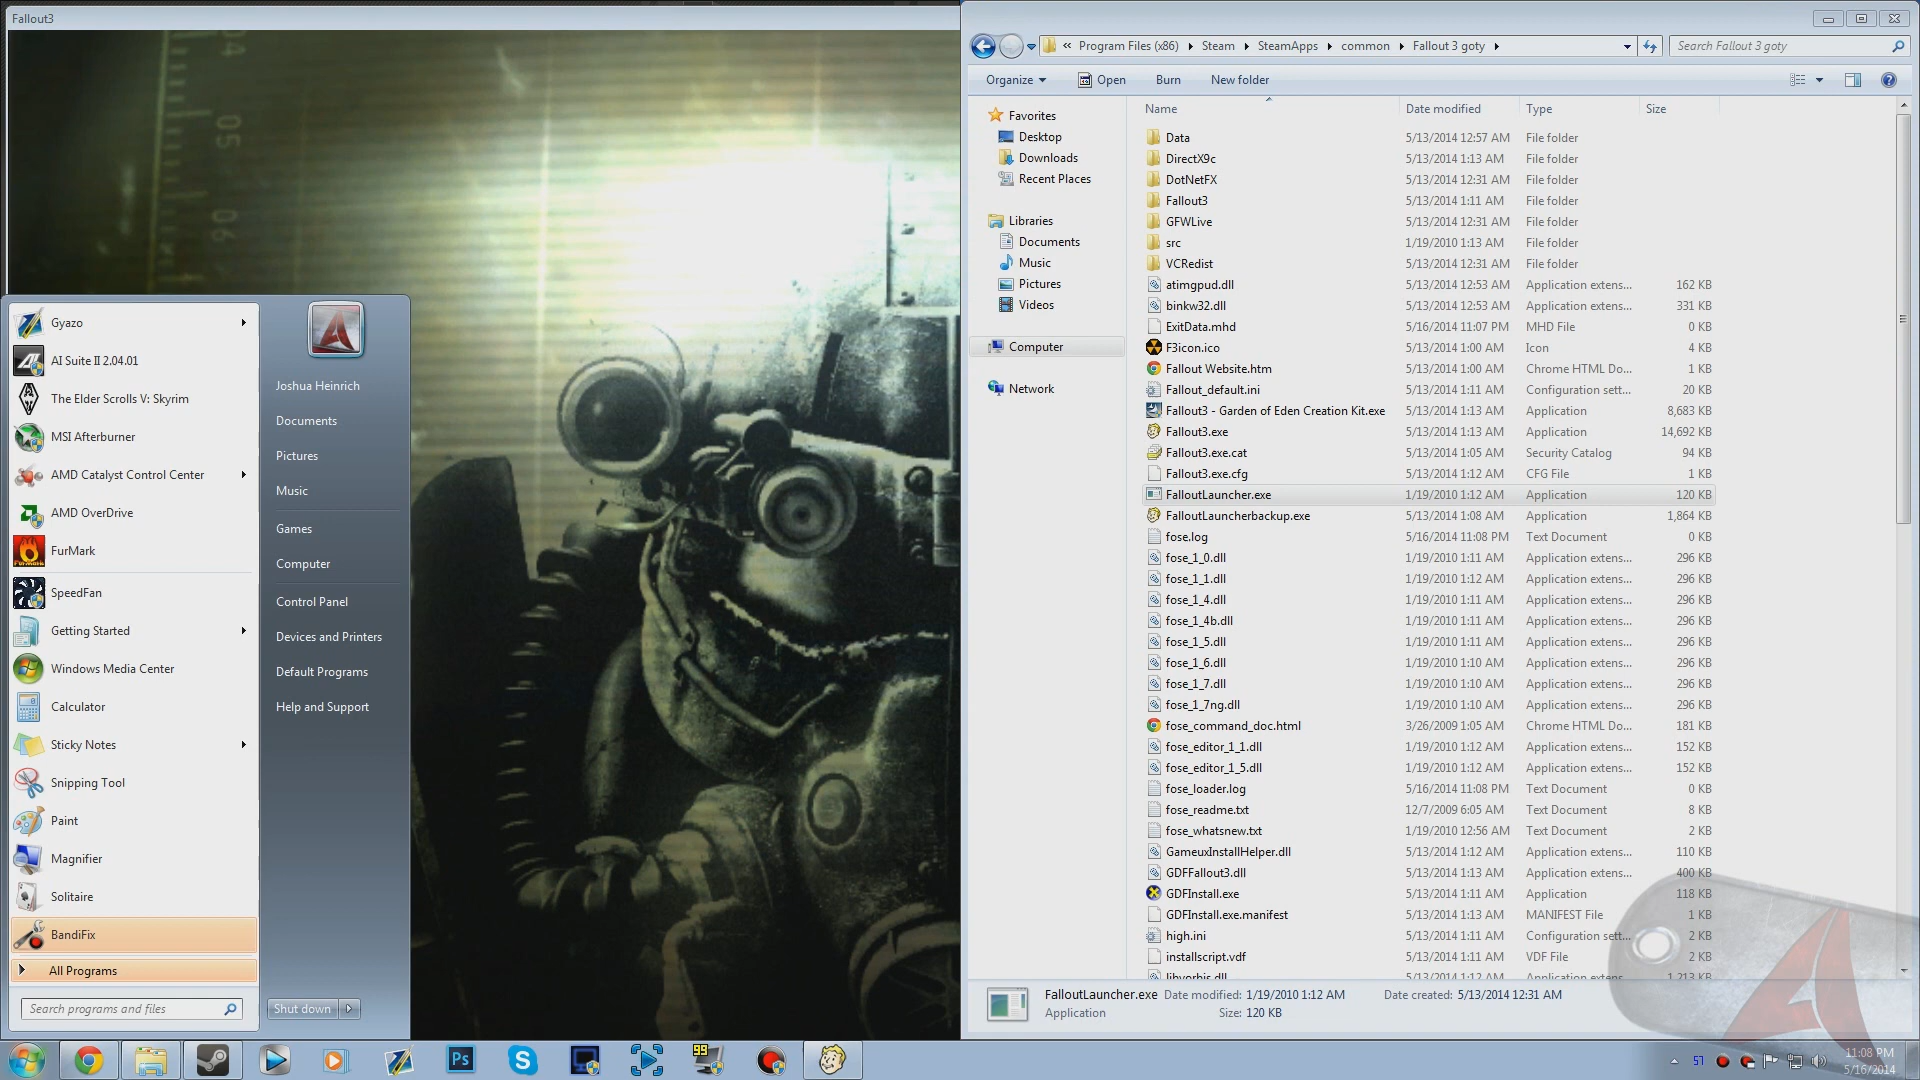 Fallout3
04
05
06
Gyazo
AI Suite II 2.04.01
The Elder Scrolls V: Skyrim
MSI Afterburner
AMD Catalyst Control Center
AMD OverDrive
FurMark
SpeedFan
Getting Started
Windows Media Center
Calculator
Sticky Notes
Snipping Tool
Paint
Magnifier
Solitaire
BandiFix
All Programs
Search programs and files
Joshua Heinrich
Documents
Pictures
Music
Games
Computer
Control Panel
Devices and Printers
Default Programs
Help and Support
Shut down
« Program Files (x86) Steam SteamApps common Fallout 3 goty
Search Fallout 3 goty
Organize Open Burn New folder
Favorites
Desktop
Downloads
Recent Places
Libraries
Documents
Music
Pictures
Videos
Computer
Network
Name Date modified Type Size
Data 5/13/2014 12:57 AM File folder
DirectX9c 5/13/2014 1:13 AM File folder
DotNetFX 5/13/2014 12:31 AM File folder
Fallout3 5/13/2014 1:11 AM File folder
GFWLive 5/13/2014 12:31 AM File folder
src 1/19/2010 1:13 AM File folder
VCRedist 5/13/2014 12:31 AM File folder
atimgpud.dll 5/13/2014 12:53 AM Application extens... 162 KB
binkw32.dll 5/13/2014 12:53 AM Application extens... 331 KB
ExitData.mhd 5/16/2014 11:07 PM MHD File 0 KB
F3icon.ico 5/13/2014 1:00 AM Icon 4 KB
Fallout Website.htm 5/13/2014 1:00 AM Chrome HTML Do... 1 KB
Fallout_default.ini 5/13/2014 1:11 AM Configuration sett... 20 KB
Fallout3 - Garden of Eden Creation Kit.exe 5/13/2014 1:13 AM Application 8,683 KB
Fallout3.exe 5/13/2014 1:13 AM Application 14,692 KB
Fallout3.exe.cat 5/13/2014 1:05 AM Security Catalog 94 KB
Fallout3.exe.cfg 5/13/2014 1:12 AM CFG File 1 KB
FalloutLauncher.exe 1/19/2010 1:12 AM Application 120 KB
FalloutLauncherbackup.exe 5/13/2014 1:08 AM Application 1,864 KB
fose.log 5/16/2014 11:08 PM Text Document 0 KB
fose_1_0.dll 1/19/2010 1:11 AM Application extens... 296 KB
fose_1_1.dll 1/19/2010 1:12 AM Application extens... 296 KB
fose_1_4.dll 1/19/2010 1:11 AM Application extens... 296 KB
fose_1_4b.dll 1/19/2010 1:11 AM Application extens... 296 KB
fose_1_5.dll 1/19/2010 1:11 AM Application extens... 296 KB
fose_1_6.dll 1/19/2010 1:10 AM Application extens... 296 KB
fose_1_7.dll 1/19/2010 1:10 AM Application extens... 296 KB
fose_1_7ng.dll 1/19/2010 1:10 AM Application extens... 296 KB
fose_command_doc.html 3/26/2009 1:05 AM Chrome HTML Do... 181 KB
fose_editor_1_1.dll 1/19/2010 1:12 AM Application extens... 152 KB
fose_editor_1_5.dll 1/19/2010 1:12 AM Application extens... 152 KB
fose_loader.log 5/16/2014 11:08 PM Text Document 0 KB
fose_readme.txt 12/7/2009 6:05 AM Text Document 8 KB
fose_whatsnew.txt 1/19/2010 12:56 AM Text Document 2 KB
GameuxInstallHelper.dll 5/13/2014 1:12 AM Application extens... 110 KB
GDFFallout3.dll 5/13/2014 1:13 AM Application extens... 400 KB
GDFInstall.exe 5/13/2014 1:11 AM Application 118 KB
GDFInstall.exe.manifest 5/13/2014 1:13 AM MANIFEST File 1 KB
high.ini 5/13/2014 1:11 AM Configuration sett... 2 KB
installscript.vdf 5/13/2014 1:11 AM VDF File 2 KB
libvorbis.dll 5/13/2014 1:12 AM Application extens... 1,213 KB
FalloutLauncher.exe Date modified: 1/19/2010 1:12 AM Date created: 5/13/2014 12:31 AM
Application Size: 120 KB
Ps
99
57
11:08 PM
5/16/2014